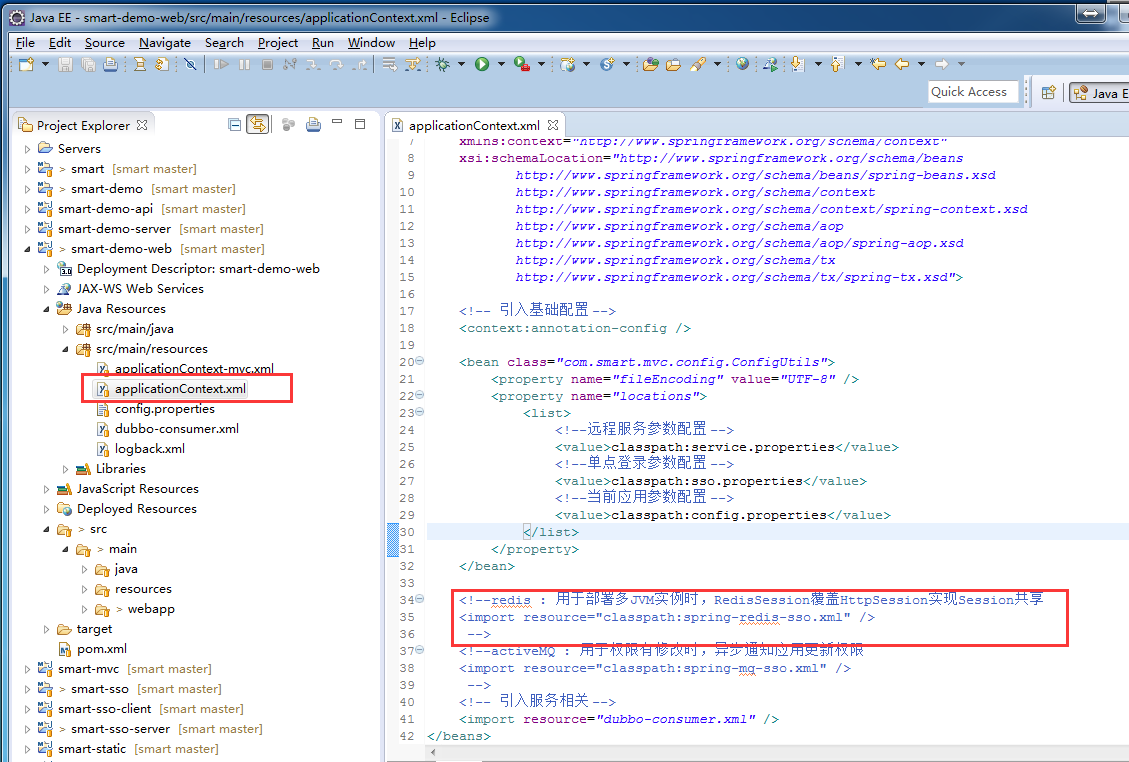 Java EE - smart-demo-web/src/main/resources/applicationContext.xml - Eclipse
File Edit Source Navigate Search Project Run Window Help
Quick Access
Java E
Project Explorer
Servers
> smart [smart master]
> smart-demo [smart master]
smart-demo-api [smart master]
smart-demo-server [smart master]
> smart-demo-web [smart master]
Deployment Descriptor: smart-demo-web
JAX-WS Web Services
Java Resources
src/main/java
src/main/resources
applicationContext-mvc.xml
applicationContext.xml
config.properties
dubbo-consumer.xml
logback.xml
Libraries
JavaScript Resources
Deployed Resources
> src
> main
java
resources
> webapp
target
pom.xml
smart-mvc [smart master]
> smart-sso [smart master]
smart-sso-client [smart master]
> smart-sso-server [smart master]
smart-static [smart master]
applicationContext.xml
7 xmlns:context="http://www.springframework.org/schema/context"
8 xsi:schemaLocation="http://www.springframework.org/schema/beans
9 http://www.springframework.org/schema/beans/spring-beans.xsd
10 http://www.springframework.org/schema/context
11 http://www.springframework.org/schema/context/spring-context.xsd
12 http://www.springframework.org/schema/aop
13 http://www.springframework.org/schema/aop/spring-aop.xsd
14 http://www.springframework.org/schema/tx
15 http://www.springframework.org/schema/tx/spring-tx.xsd">
16
17 <!-- 引入基础配置 -->
18 <context:annotation-config />
19
20 <bean class="com.smart.mvc.config.ConfigUtils">
21 <property name="fileEncoding" value="UTF-8" />
22 <property name="locations">
23 <list>
24 <!--远程服务参数配置 -->
25 <value>classpath:service.properties</value>
26 <!--单点登录参数配置 -->
27 <value>classpath:sso.properties</value>
28 <!--当前应用参数配置 -->
29 <value>classpath:config.properties</value>
30 </list>
31 </property>
32 </bean>
33
34 <!--redis : 用于部署多JVM实例时，RedisSession覆盖HttpSession实现Session共享
35 <import resource="classpath:spring-redis-sso.xml" />
36 -->
37 <!--activeMQ : 用于权限有修改时，异步通知应用更新权限
38 <import resource="classpath:spring-mq-sso.xml" />
39 -->
40 <!-- 引入服务相关 -->
41 <import resource="dubbo-consumer.xml" />
42 </beans>